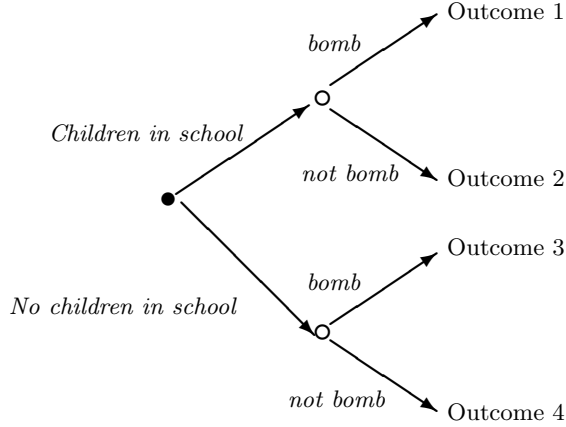 Outcome 1
bomb
Children in school
not bomb
Outcome 2
Outcome 3
bomb
No children in school
not bomb
Outcome 4